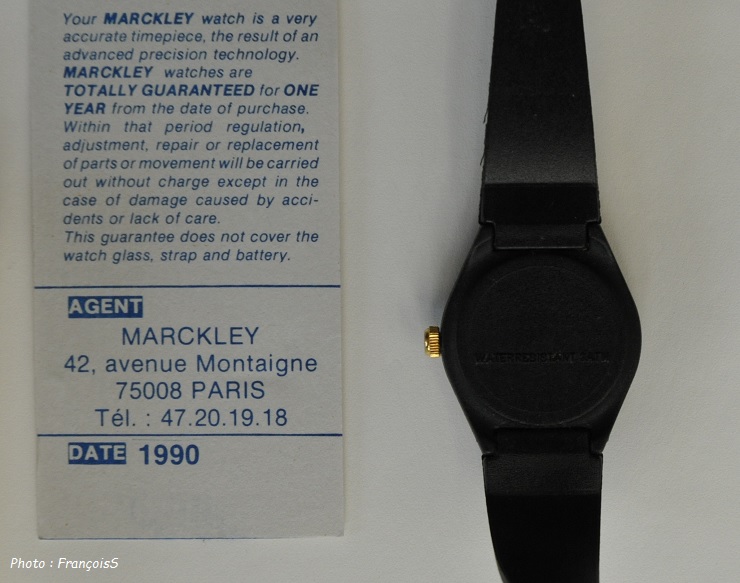 Your MARCKLEY watch is a very
accurate timepiece, the result of an
advanced precision technology.
MARCKLEY watches are
TOTALLY GUARANTEED for ONE
YEAR from the date of purchase.
Within that period regulation,
adjustment, repair or replacement
of parts or movement will be carried
out without charge except in the
case of damage caused by acci-
dents or lack of care.
This guarantee does not cover the
watch glass, strap and battery.
AGENT
MARCKLEY
42, avenue Montaigne
75008 PARIS
Tél. : 47.20.19.18
DATE 1990
WATER RESISTANT 3 ATM
Photo : FrançoisS